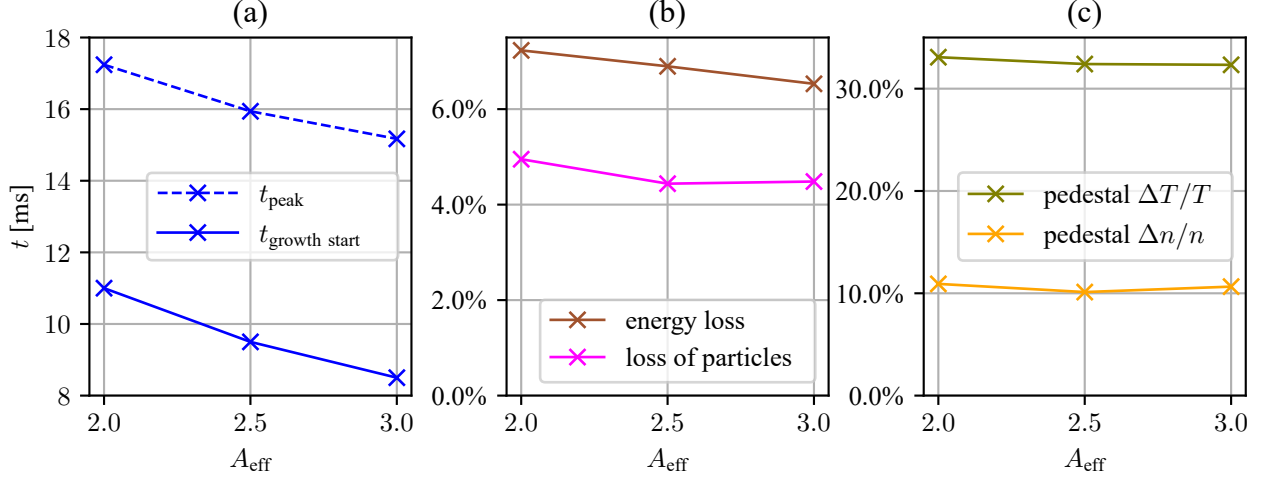 (a)
18
16
14
12
10
8
t [ms]
t_peak
t_growth start
2.0 2.5 3.0
A_eff
(b)
6.0%
4.0%
2.0%
0.0%
energy loss
loss of particles
2.0 2.5 3.0
A_eff
(c)
30.0%
20.0%
10.0%
0.0%
pedestal ΔT/T
pedestal Δn/n
2.0 2.5 3.0
A_eff